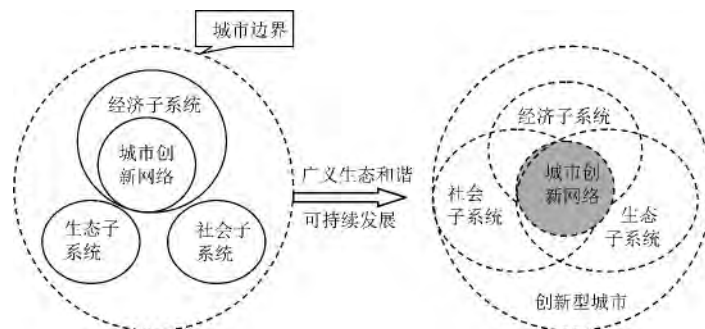 城市边界
经济子系统
城市创
新网络
生态子
系统
社会子
系统
广义生态和谐
可持续发展
经济子系统
城市创
新网络
社会
子系统
生态
子系统
创新型城市